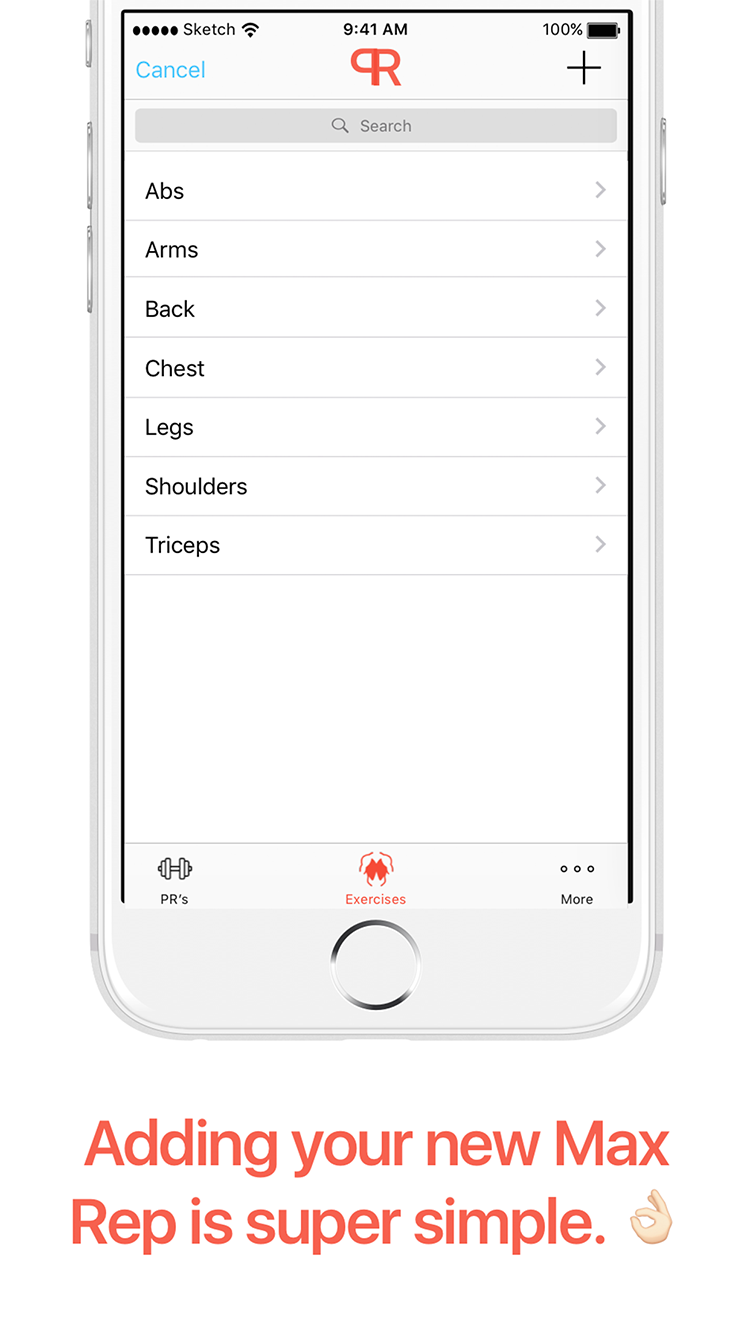 Sketch 9:41 AM 100%
Cancel PR
Search
Abs
Arms
Back
Chest
Legs
Shoulders
Triceps
PR’s Exercises More
Adding your new Max
Rep is super simple. 👌🏻